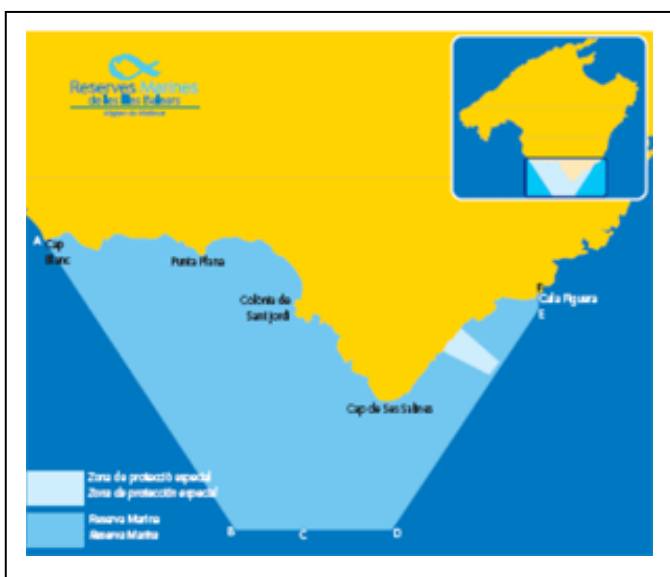 Reserves Marines
de les Illes Balears
A
Cap
Blanc
Punta Plana
Colònia de
Sant Jordi
F
Cala Figuera
E
Cap de Ses Salines
Zona de protecció especial
Zona de protección especial
Reserva Marina
Reserva Marina
B
C
D